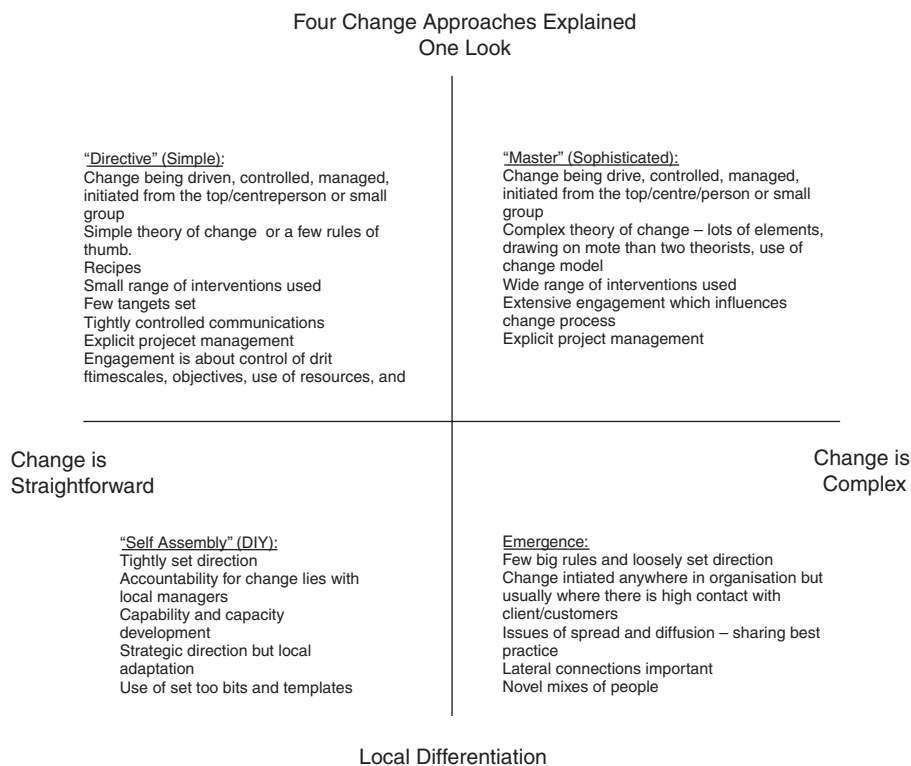 Four Change Approaches Explained
One Look
“Directive” (Simple):
Change being driven, controlled, managed,
initiated from the top/centreperson or small
group
Simple theory of change or a few rules of
thumb.
Recipes
Small range of interventions used
Few tangets set
Tightly controlled communications
Explicit projecet management
Engagement is about control of drit
ftimescales, objectives, use of resources, and
“Master” (Sophisticated):
Change being drive, controlled, managed,
initiated from the top/centre/person or small
group
Complex theory of change – lots of elements,
drawing on mote than two theorists, use of
change model
Wide range of interventions used
Extensive engagement which influences
change process
Explicit project management
Change is
Straightforward
Change is
Complex
“Self Assembly” (DIY):
Tightly set direction
Accountability for change lies with
local managers
Capability and capacity
development
Strategic direction but local
adaptation
Use of set too bits and templates
Emergence:
Few big rules and loosely set direction
Change intiated anywhere in organisation but
usually where there is high contact with
client/customers
Issues of spread and diffusion – sharing best
practice
Lateral connections important
Novel mixes of people
Local Differentiation